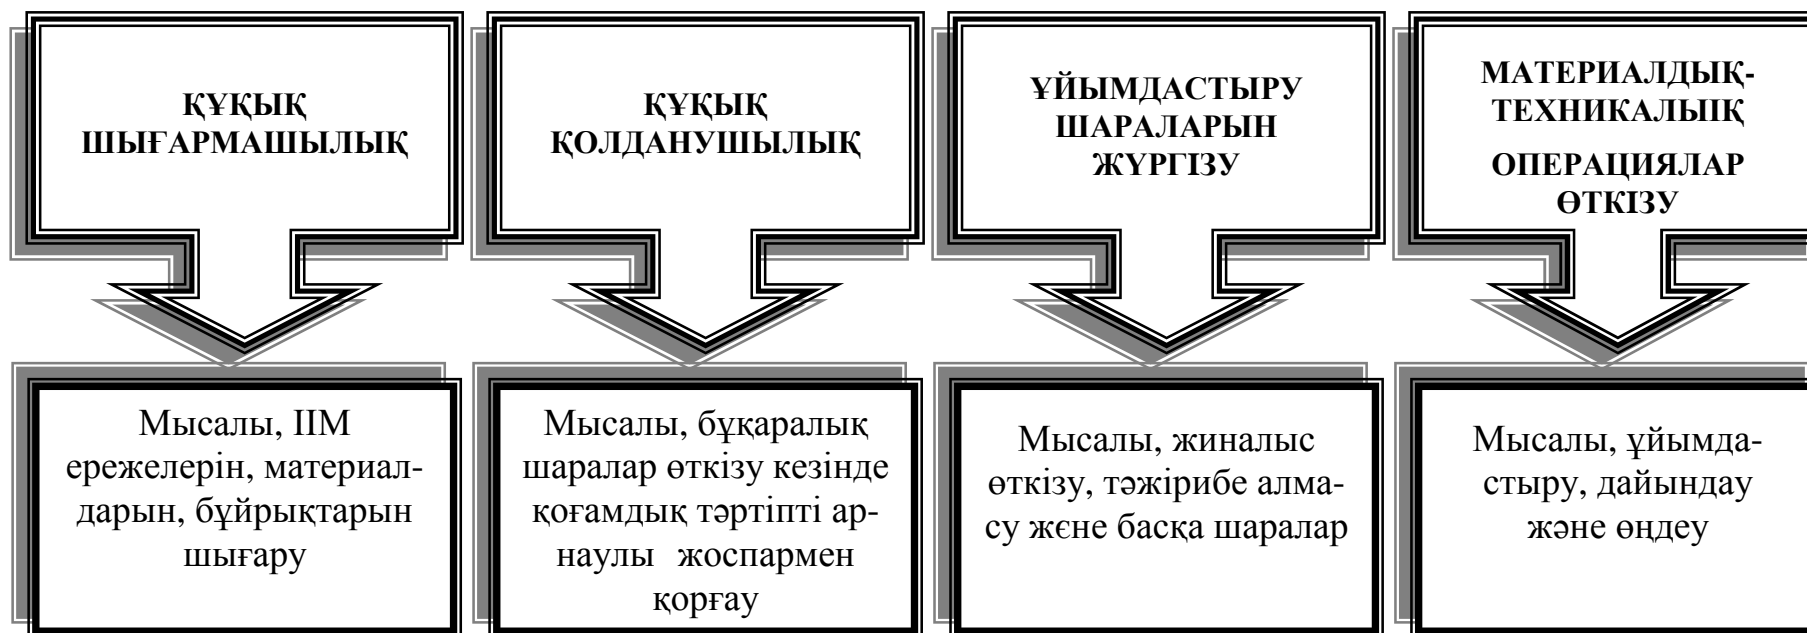 ҚҰҚЫҚ
ШЫҒАРМАШЫЛЫҚ
ҚҰҚЫҚ
ҚОЛДАНУШЫЛЫҚ
ҰЙЫМДАСТЫРУ
ШАРАЛАРЫН
ЖҮРГІЗУ
МАТЕРИАЛДЫҚ-
ТЕХНИКАЛЫIҚ
ОПЕРАЦИЯЛАР
ӨТКІЗУ
Мысалы, ІІМ
ережелерін, материал-
дарын, бұйрықтарын
шығару
Мысалы, бұқаралық
шаралар өткізу кезінде
қоғамдық тәртіпті ар-
наулы жоспармен
қорғау
Мысалы, жиналыс
өткізу, тәжірибе алма-
су жєне басқа шаралар
Мысалы, ұйымда-
стыру, дайындау
және өңдеу